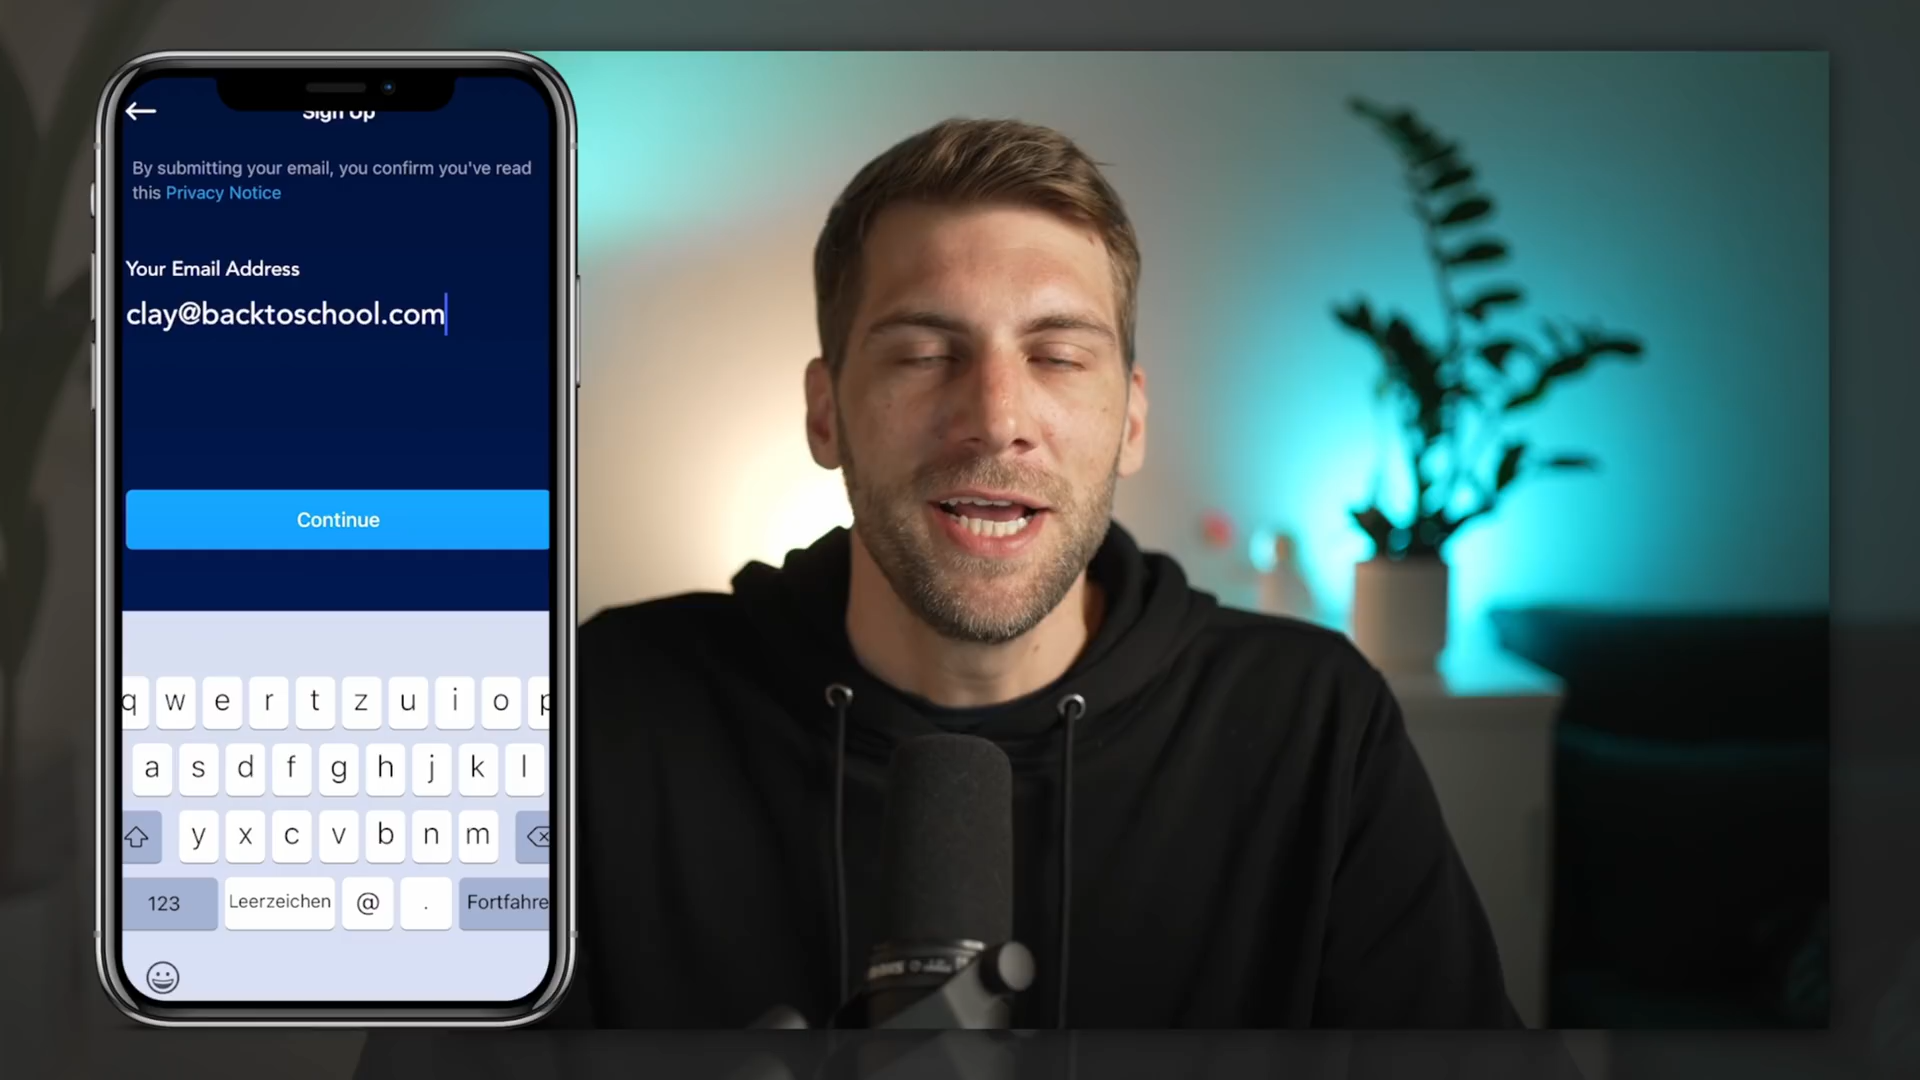 Sign Up
By submitting your email, you confirm you've read
this Privacy Notice
Your Email Address
clay@backtoschool.com
Continue
q w e r t z u i o p
a s d f g h j k l
y x c v b n m
123 Leerzeichen @ . Fortfahre